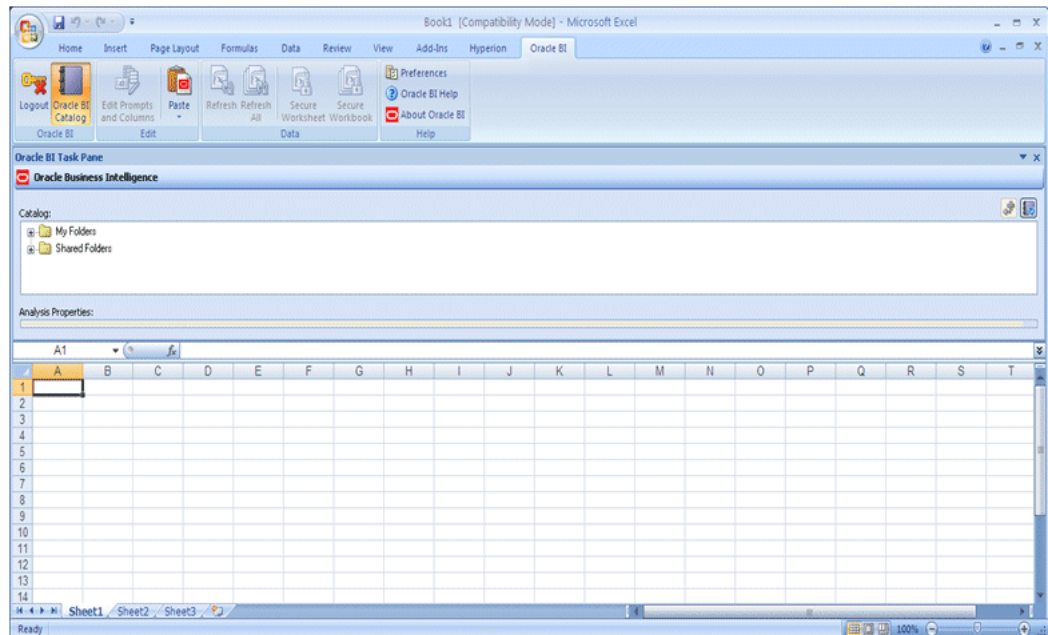 Book1 [Compatibility Mode] - Microsoft Excel
Home Insert Page Layout Formulas Data Review View Add-Ins Hyperion Oracle BI
Logout Oracle BI Catalog
Oracle BI
Edit Prompts and Columns Paste
Edit
Refresh Refresh All Secure Worksheet Secure Workbook
Data
Preferences
Oracle BI Help
About Oracle BI
Help
Oracle BI Task Pane
Oracle Business Intelligence
Catalog:
My Folders
Shared Folders
Analysis Properties:
A1 fx
A B C D E F G H I J K L M N O P Q R S T
1
2
3
4
5
6
7
8
9
10
11
12
13
14
Sheet1 Sheet2 Sheet3
Ready 100%